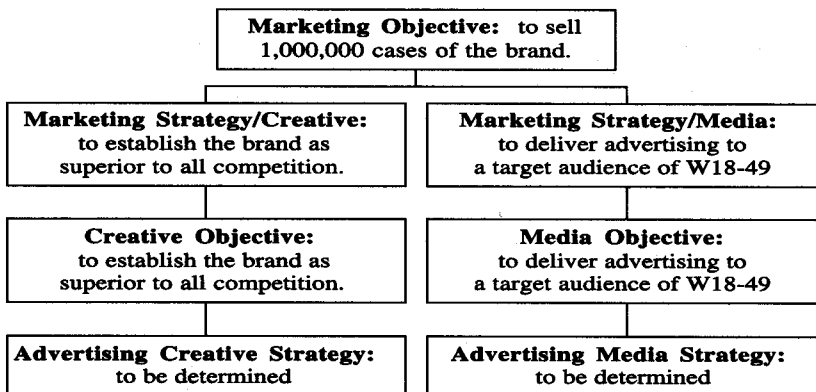 Marketing Objective: to sell
1,000,000 cases of the brand.
Marketing Strategy/Creative:
to establish the brand as
superior to all competition.
Marketing Strategy/Media:
to deliver advertising to
a target audience of W18-49
Creative Objective:
to establish the brand as
superior to all competition.
Media Objective:
to deliver advertising to
a target audience of W18-49
Advertising Creative Strategy:
to be determined
Advertising Media Strategy:
to be determined